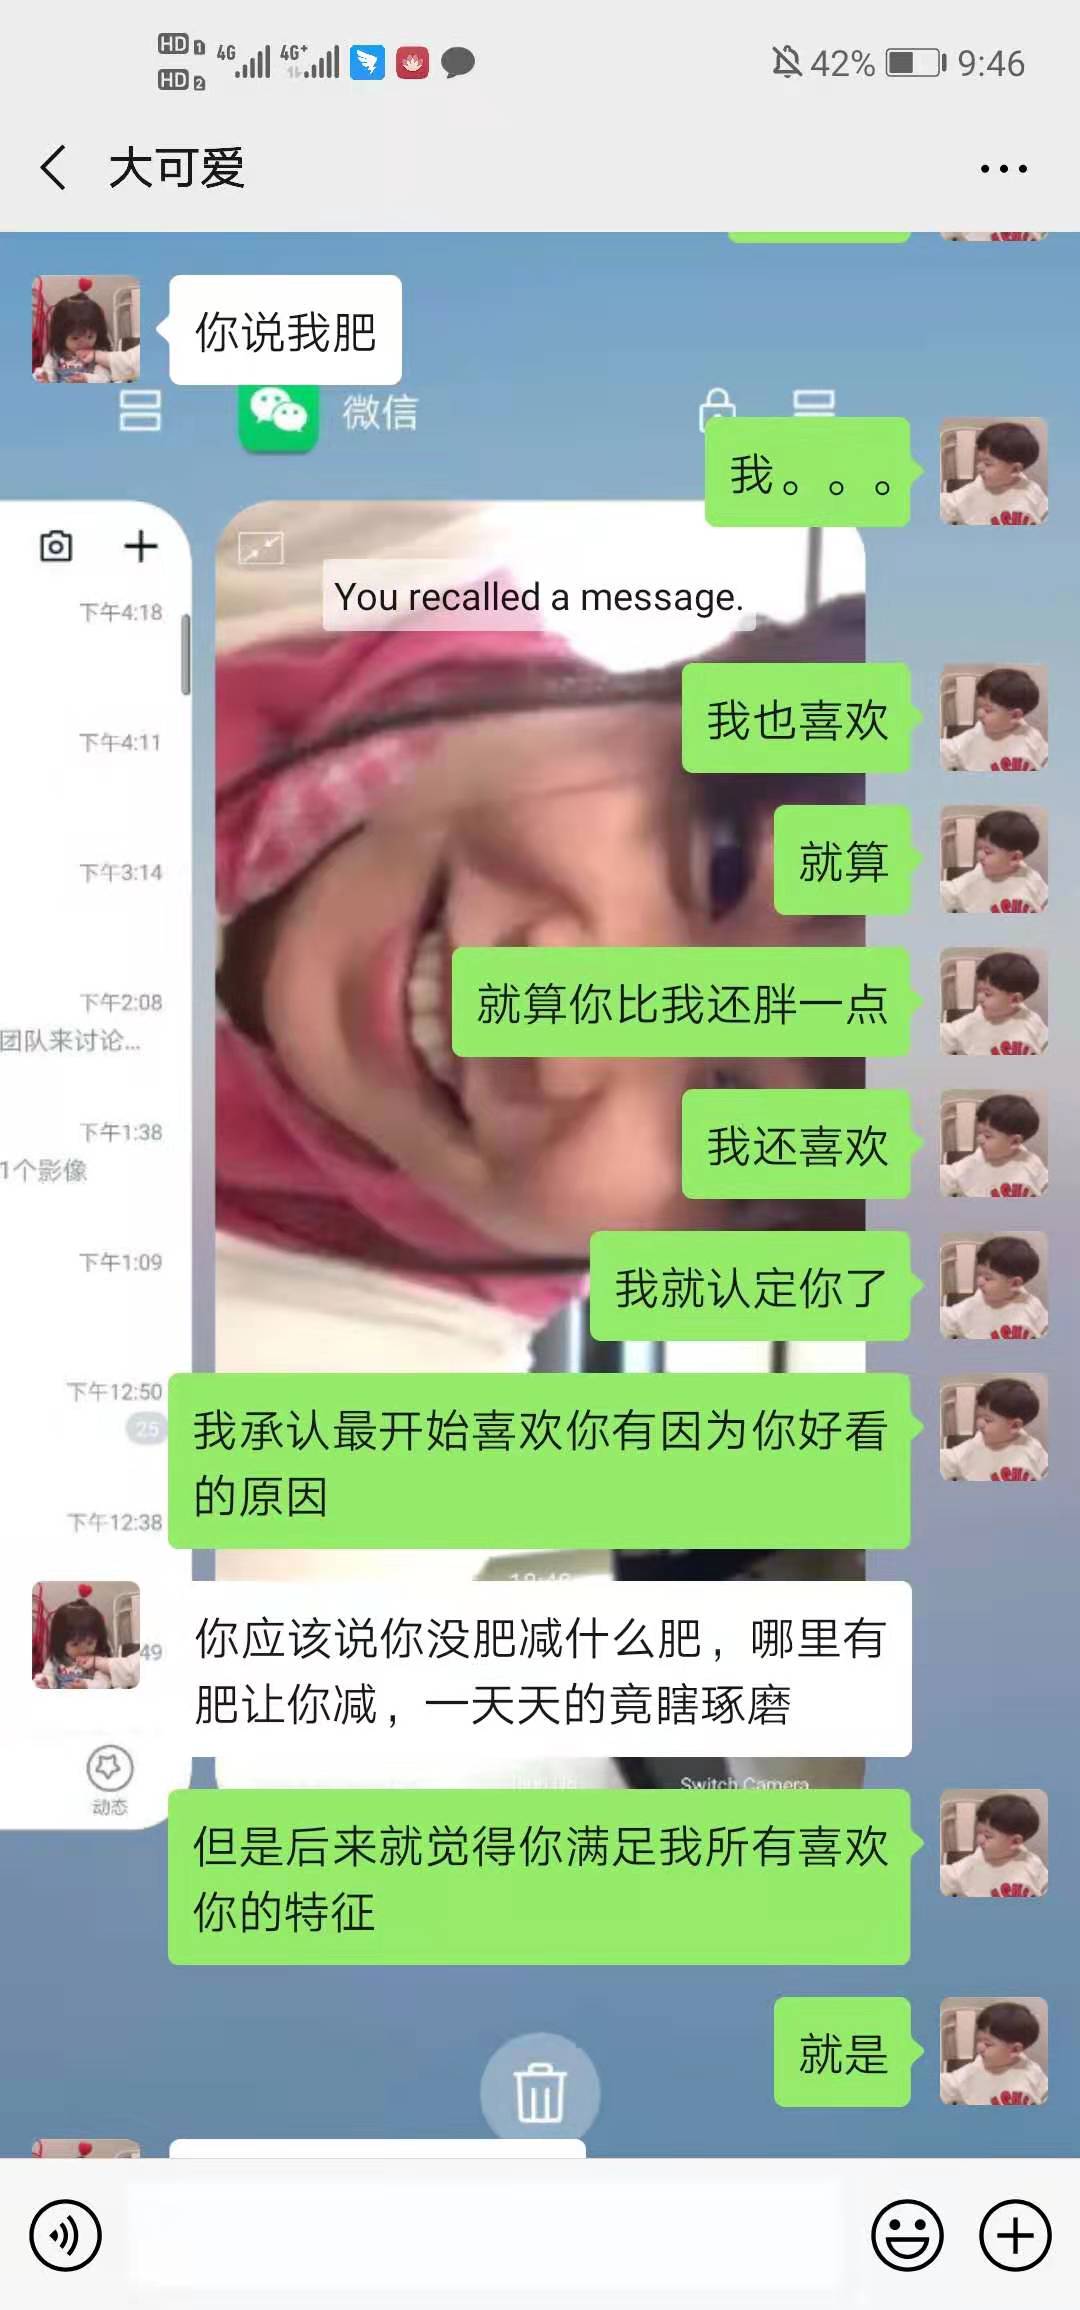 HD 1 4G 4G+ 42% 9:46
HD 2
大可爱
你说我肥
微信
我。。。
You recalled a message.
下午4:18
我也喜欢
下午4:11
就算
下午3:14
就算你比我还胖一点
下午2:08
团队来讨论...
我还喜欢
下午1:38
1个影像
我就认定你了
下午1:09
下午12:50
25
我承认最开始喜欢你有因为你好看
的原因
下午12:38
你应该说你没肥减什么肥，哪里有
肥让你减，一天天的竟瞎琢磨
49
Switch Camera
动态
但是后来就觉得你满足我所有喜欢
你的特征
就是